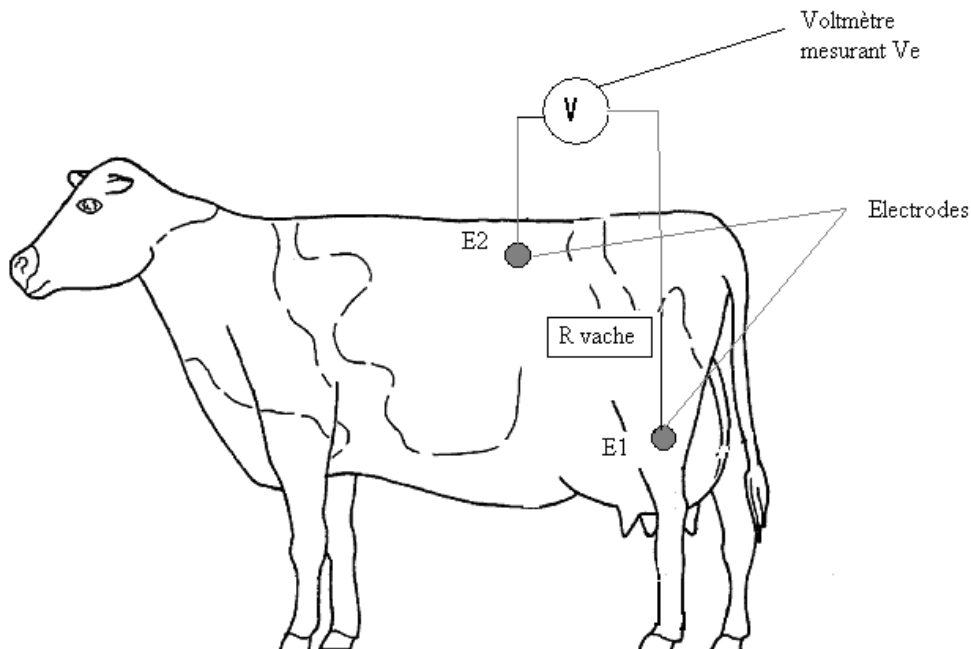 Voltmètre
mesurant Ve
V
Electrodes
E2
R vache
E1